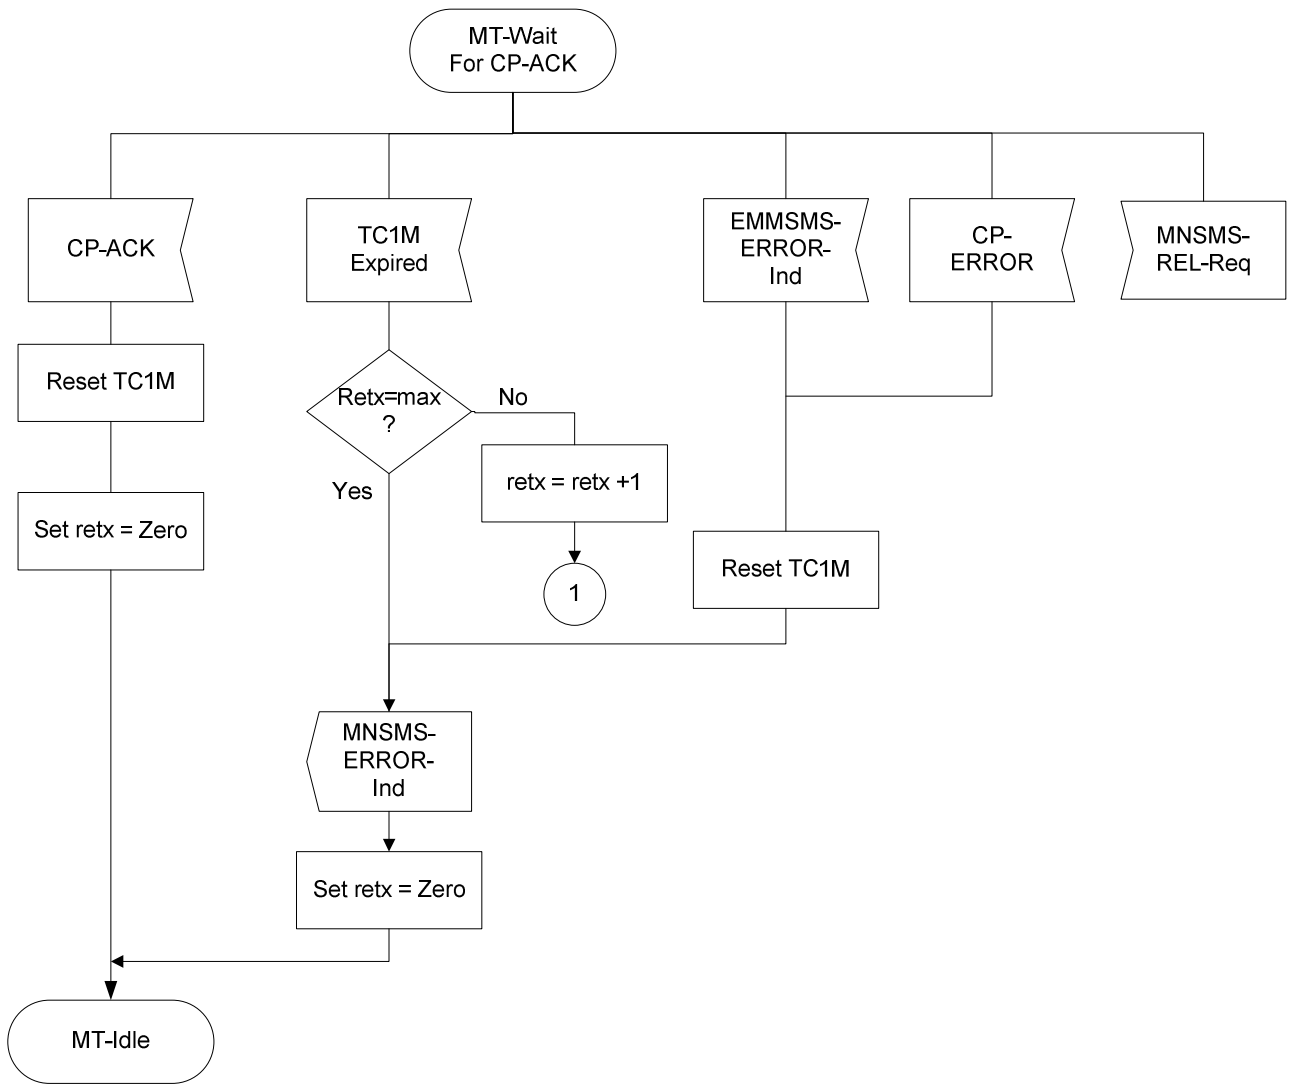 MT-Wait
For CP-ACK
CP-ACK
TC1M
Expired
EMMSMS-
ERROR-
Ind
CP-
ERROR
MNSMS-
REL-Req
Reset TC1M
Retx=max
?
No
Yes
retx = retx +1
Set retx = Zero
Reset TC1M
1
MNSMS-
ERROR-
Ind
Set retx = Zero
MT-Idle